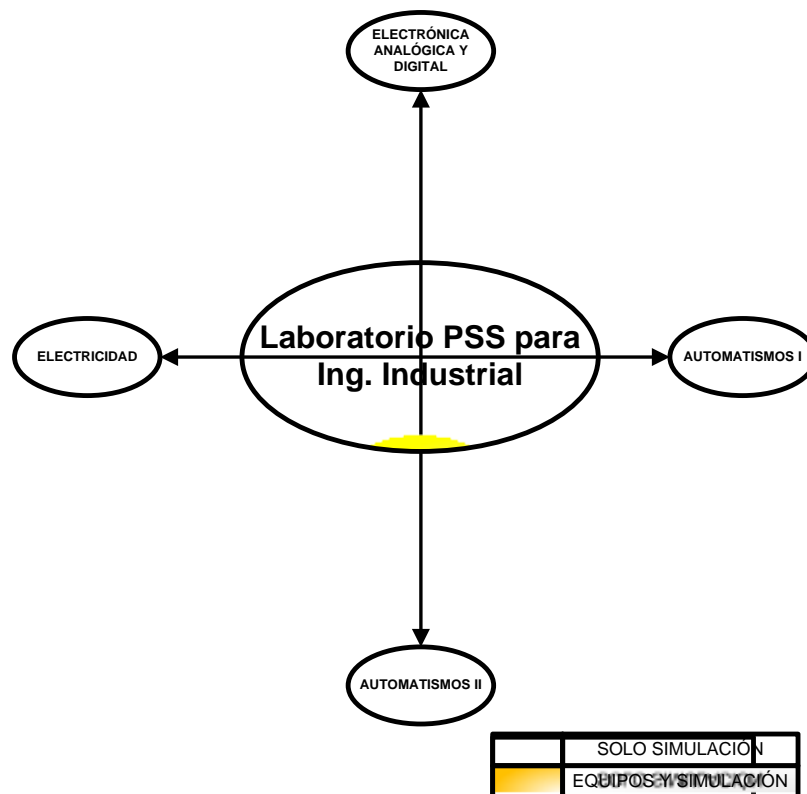 ELECTRÓNICA
ANALÓGICA Y
DIGITAL
Laboratorio PSS para
Ing. Industrial
ELECTRICIDAD
AUTOMATISMOS I
AUTOMATISMOS II
SOLO SIMULACIÓN
EQUIPOS Y SIMULACIÓN